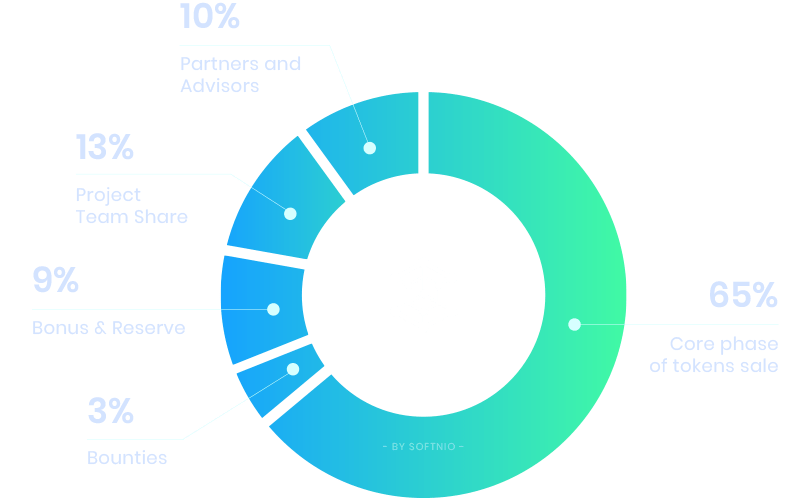 10%
Partners and
Advisors
13%
Project
Team Share
9%
Bonus & Reserve
3%
Bounties
65%
Core phase
of tokens sale
– BY SOFTNIO –